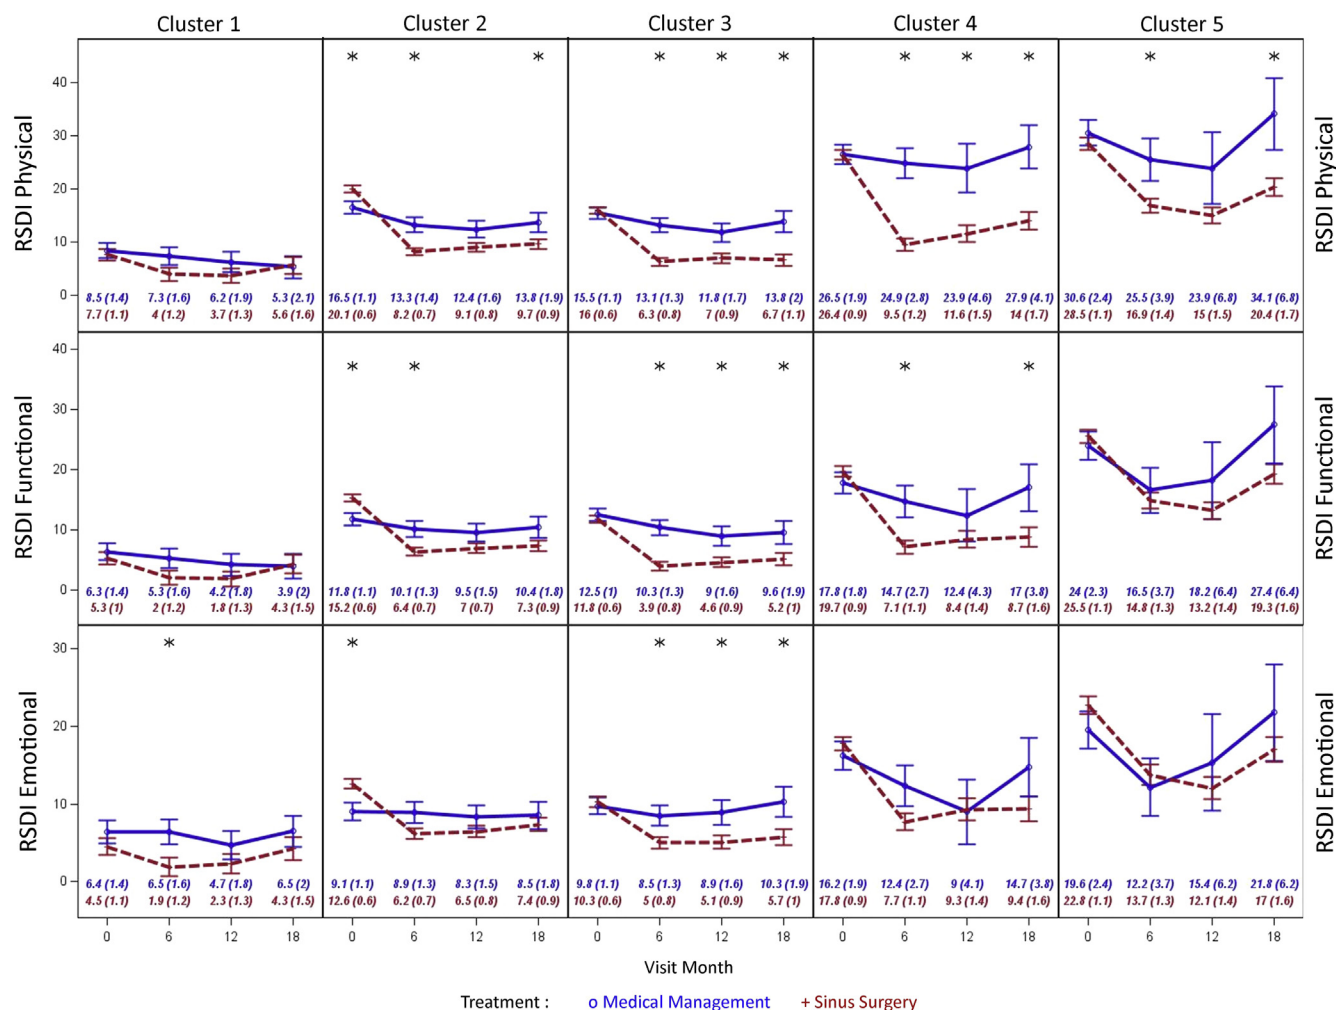 Cluster 1 Cluster 2 Cluster 3 Cluster 4 Cluster 5
* * * * * * * * * * *
40
30
20
10
0
RSDI Physical
RSDI Physical
8.5 (1.4) 7.3 (1.6) 6.2 (1.9) 5.3 (2.1) 16.5 (1.1) 13.3 (1.4) 12.4 (1.6) 13.8 (1.9) 15.5 (1.1) 13.1 (1.3) 11.8 (1.7) 13.8 (2) 26.5 (1.9) 24.9 (2.8) 23.9 (4.6) 27.9 (4.1) 30.6 (2.4) 25.5 (3.9) 23.9 (6.8) 34.1 (6.8)
7.7 (1.1) 4 (1.2) 3.7 (1.3) 5.6 (1.6) 20.1 (0.6) 8.2 (0.7) 9.1 (0.8) 9.7 (0.9) 16 (0.6) 6.3 (0.8) 7 (0.9) 6.7 (1.1) 26.4 (0.9) 9.5 (1.2) 11.6 (1.5) 14 (1.7) 28.5 (1.1) 16.9 (1.4) 15 (1.5) 20.4 (1.7)
* * * * * * *
40
30
20
10
0
RSDI Functional
RSDI Functional
6.3 (1.4) 5.3 (1.6) 4.2 (1.8) 3.9 (2) 11.8 (1.1) 10.1 (1.3) 9.5 (1.5) 10.4 (1.8) 12.5 (1) 10.3 (1.3) 9 (1.6) 9.6 (1.9) 17.8 (1.8) 14.7 (2.7) 12.4 (4.3) 17 (3.8) 24 (2.3) 16.5 (3.7) 18.2 (6.4) 27.4 (6.4)
5.3 (1) 2 (1.2) 1.8 (1.3) 4.3 (1.5) 15.2 (0.6) 6.4 (0.7) 7 (0.7) 7.3 (0.9) 11.8 (0.6) 3.9 (0.8) 4.6 (0.9) 5.2 (1) 19.7 (0.9) 7.1 (1.1) 8.4 (1.4) 8.7 (1.6) 25.5 (1.1) 14.8 (1.3) 13.2 (1.4) 19.3 (1.6)
* * * * *
30
20
10
0
RSDI Emotional
RSDI Emotional
6.4 (1.4) 6.5 (1.6) 4.7 (1.8) 6.5 (2) 9.1 (1.1) 8.9 (1.3) 8.3 (1.5) 8.5 (1.8) 9.8 (1.1) 8.5 (1.3) 8.9 (1.6) 10.3 (1.9) 16.2 (1.9) 12.4 (2.7) 9 (4.1) 14.7 (3.8) 19.6 (2.4) 12.2 (3.7) 15.4 (6.2) 21.8 (6.2)
4.5 (1.1) 1.9 (1.2) 2.3 (1.3) 4.3 (1.5) 12.6 (0.6) 6.2 (0.7) 6.5 (0.8) 7.4 (0.9) 10.3 (0.6) 5 (0.8) 5.1 (0.9) 5.7 (1) 17.8 (0.9) 7.7 (1.1) 9.3 (1.4) 9.4 (1.6) 22.8 (1.1) 13.7 (1.3) 12.1 (1.4) 17 (1.6)
0 6 12 18 0 6 12 18 0 6 12 18 0 6 12 18 0 6 12 18
Visit Month
Treatment : o Medical Management + Sinus Surgery